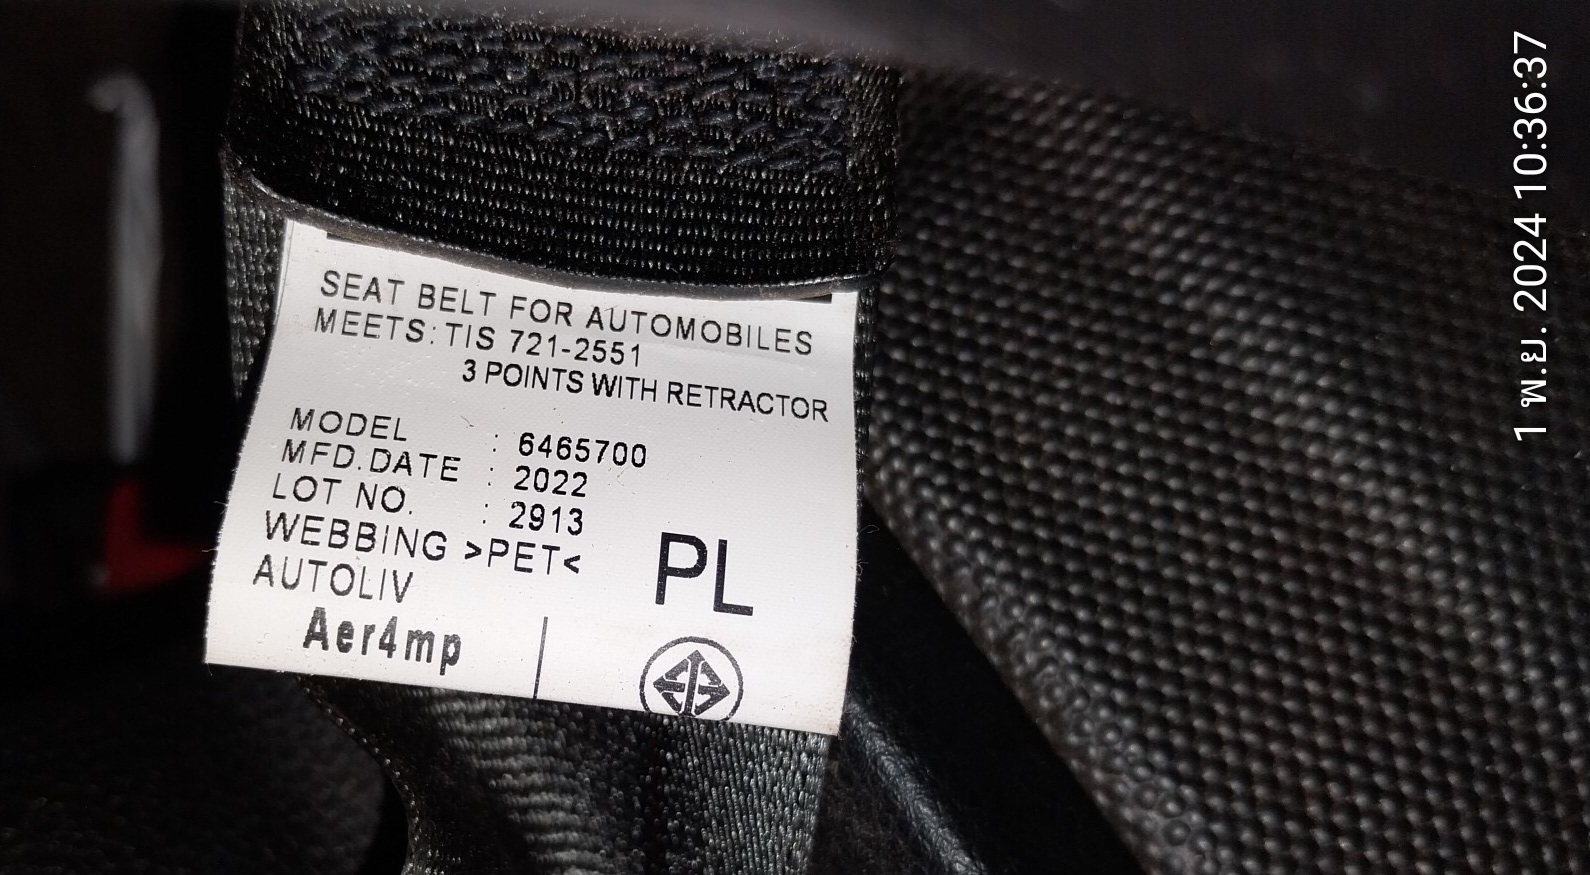 SEAT BELT FOR AUTOMOBILES
MEETS: TIS 721-2551
3 POINTS WITH RETRACTOR
MODEL : 6465700
MFD.DATE : 2022
LOT NO. : 2913
WEBBING >PET<
AUTOLIV
PL
Aer4mp
1 พ.ย. 2024 10:36:37